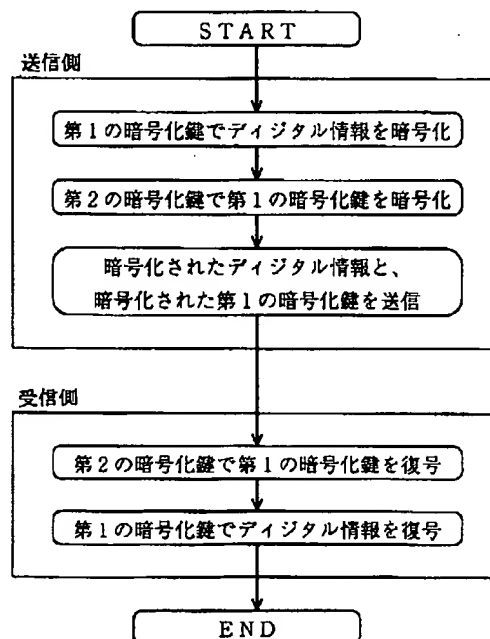 START
送信側
第1の暗号化鍵でディジタル情報を暗号化
第2の暗号化鍵で第1の暗号化鍵を暗号化
暗号化されたディジタル情報と、
暗号化された第1の暗号化鍵を送信
受信側
第2の暗号化鍵で第1の暗号化鍵を復号
第1の暗号化鍵でディジタル情報を復号
END